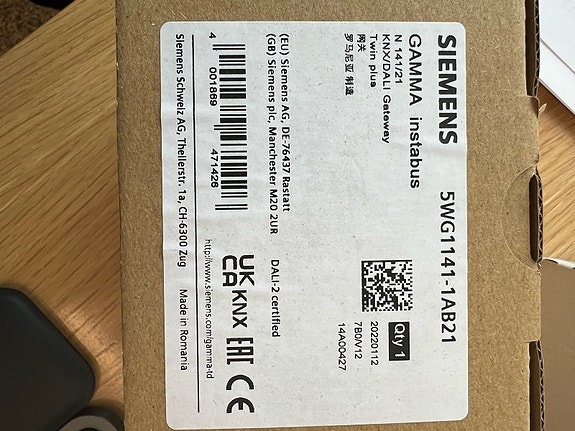 SIEMENS 5WG1141-1AB21
GAMMA instabus
N 141/21
KNX/DALI Gateway
Twin plus
网关
罗马尼亚 制造
Qty 1
20220112
7B0/V12
14A00427
(EU) Siemens AG, DE-76437 Rastatt
(GB) Siemens plc, Manchester M20 2UR
DALI-2 certified
4 001869 471426
UK CA KNX EAC CE
http://www.siemens.com/gamma-td
Siemens Schweiz AG, Theilerstr. 1a, CH-6300 Zug Made in Romania